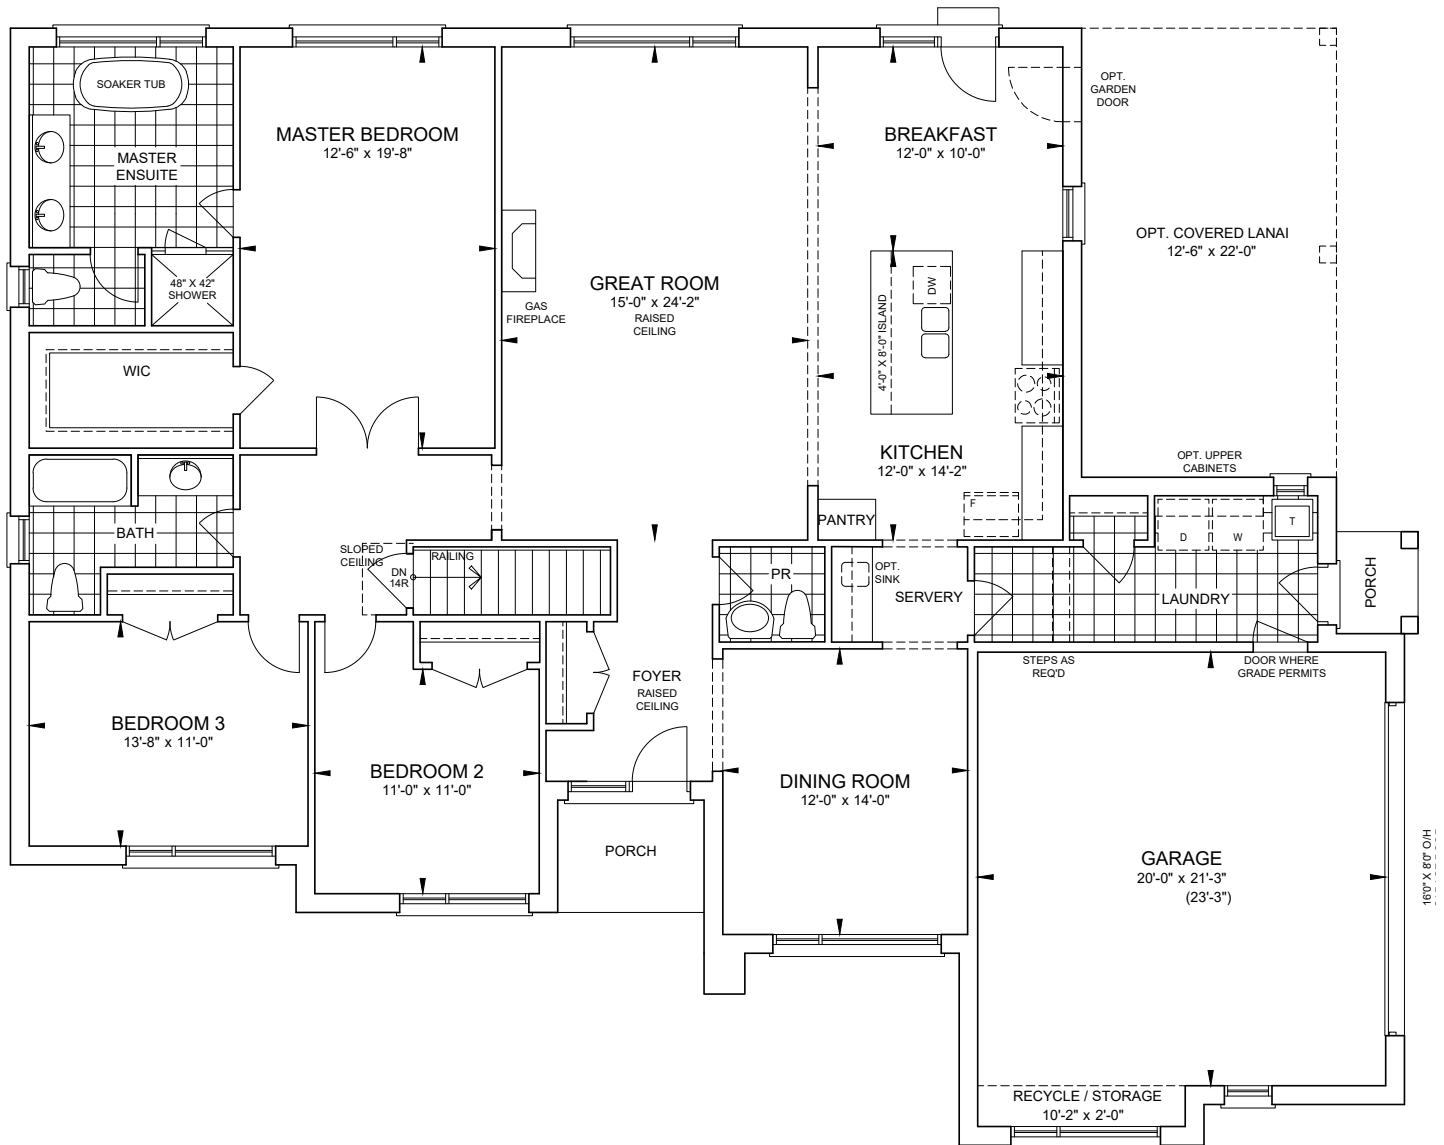 SOAKER TUB
MASTER
ENSUITE
48" X 42"
SHOWER
WIC
MASTER BEDROOM
12'-6" x 19'-8"
GREAT ROOM
15'-0" x 24'-2"
RAISED
CEILING
GAS
FIREPLACE
BREAKFAST
12'-0" x 10'-0"
OPT.
GARDEN
DOOR
OPT. COVERED LANAI
12'-6" x 22'-0"
DW
4'-0" X 8'-0" ISLAND
KITCHEN
12'-0" x 14'-2"
F
PANTRY
OPT. UPPER
CABINETS
D
W
T
BATH
SLOPED
CEILING
RAILING
DN
14R
PR
OPT.
SINK
SERVERY
LAUNDRY
PORCH
STEPS AS
REQ'D
DOOR WHERE
GRADE PERMITS
FOYER
RAISED
CEILING
BEDROOM 3
13'-8" x 11'-0"
BEDROOM 2
11'-0" x 11'-0"
DINING ROOM
12'-0" x 14'-0"
PORCH
GARAGE
20'-0" x 21'-3"
(23'-3")
16'0" X 8'0" O/H
RECYCLE / STORAGE
10'-2" x 2'-0"